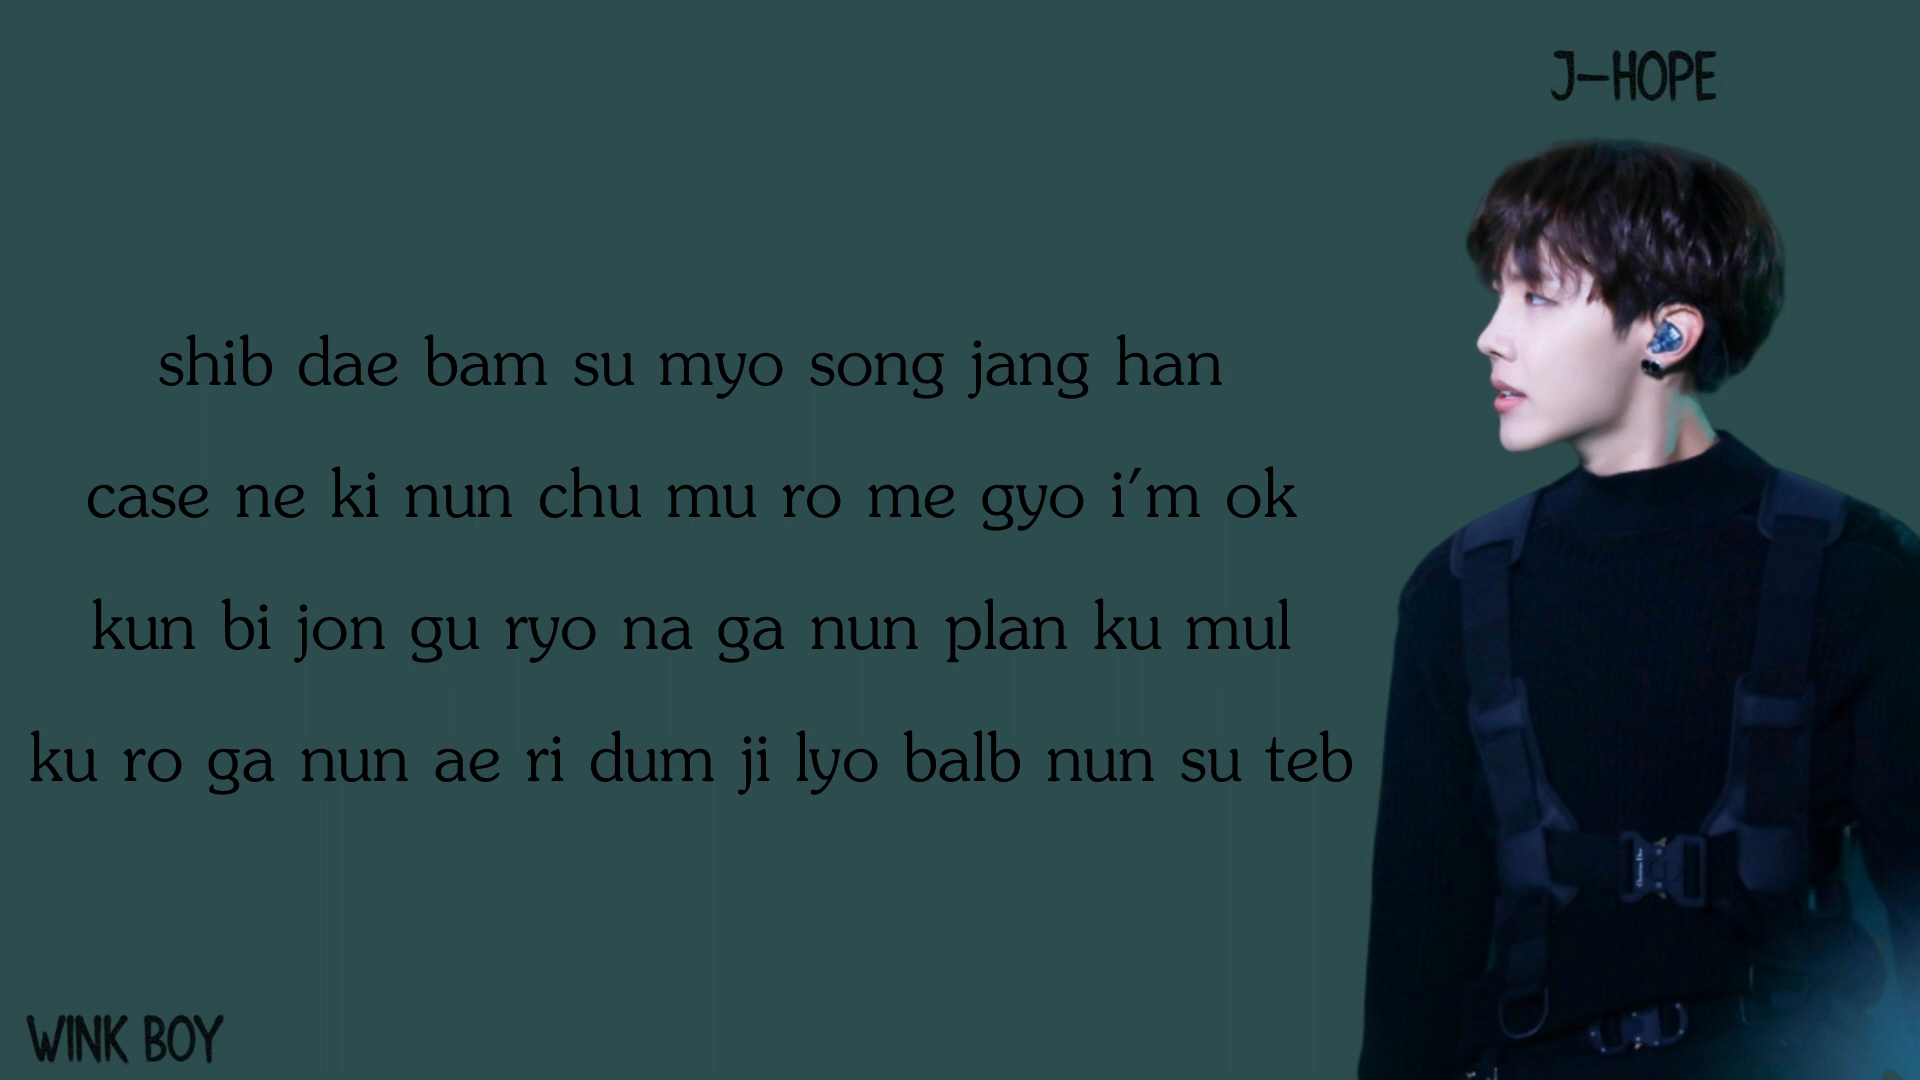 J-HOPE
shib dae bam su myo song jang han
case ne ki nun chu mu ro me gyo i'm ok
kun bi jon gu ryo na ga nun plan ku mul
ku ro ga nun ae ri dum ji lyo balb nun su teb
WINK BOY